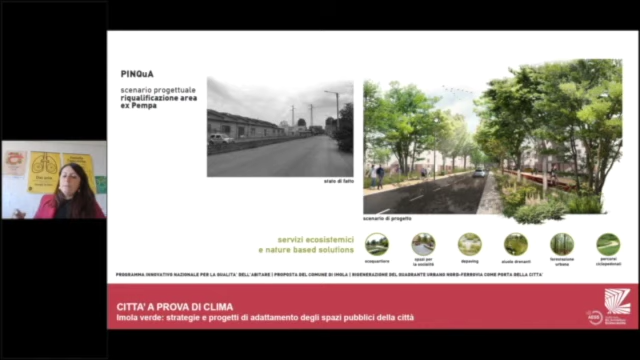 PINQuA
scenario progettuale
riqualificazione area
ex Pempa
stato di fatto
scenario di progetto
servizi ecosistemici
e nature based solutions
ecoquartiere
spazi per
la socialità
depaving
strade drenanti
forestazione
urbana
percorsi
ciclopedonali
PROGRAMMA INNOVATIVO NAZIONALE PER LA QUALITA' DELL'ABITARE | PROPOSTA DEL COMUNE DI IMOLA | RIGENERAZIONE DEL QUADRANTE URBANO NORD-FERROVIA COME PORTA DELLA CITTA'
CITTA' A PROVA DI CLIMA
Imola verde: strategie e progetti di adattamento degli spazi pubblici della città